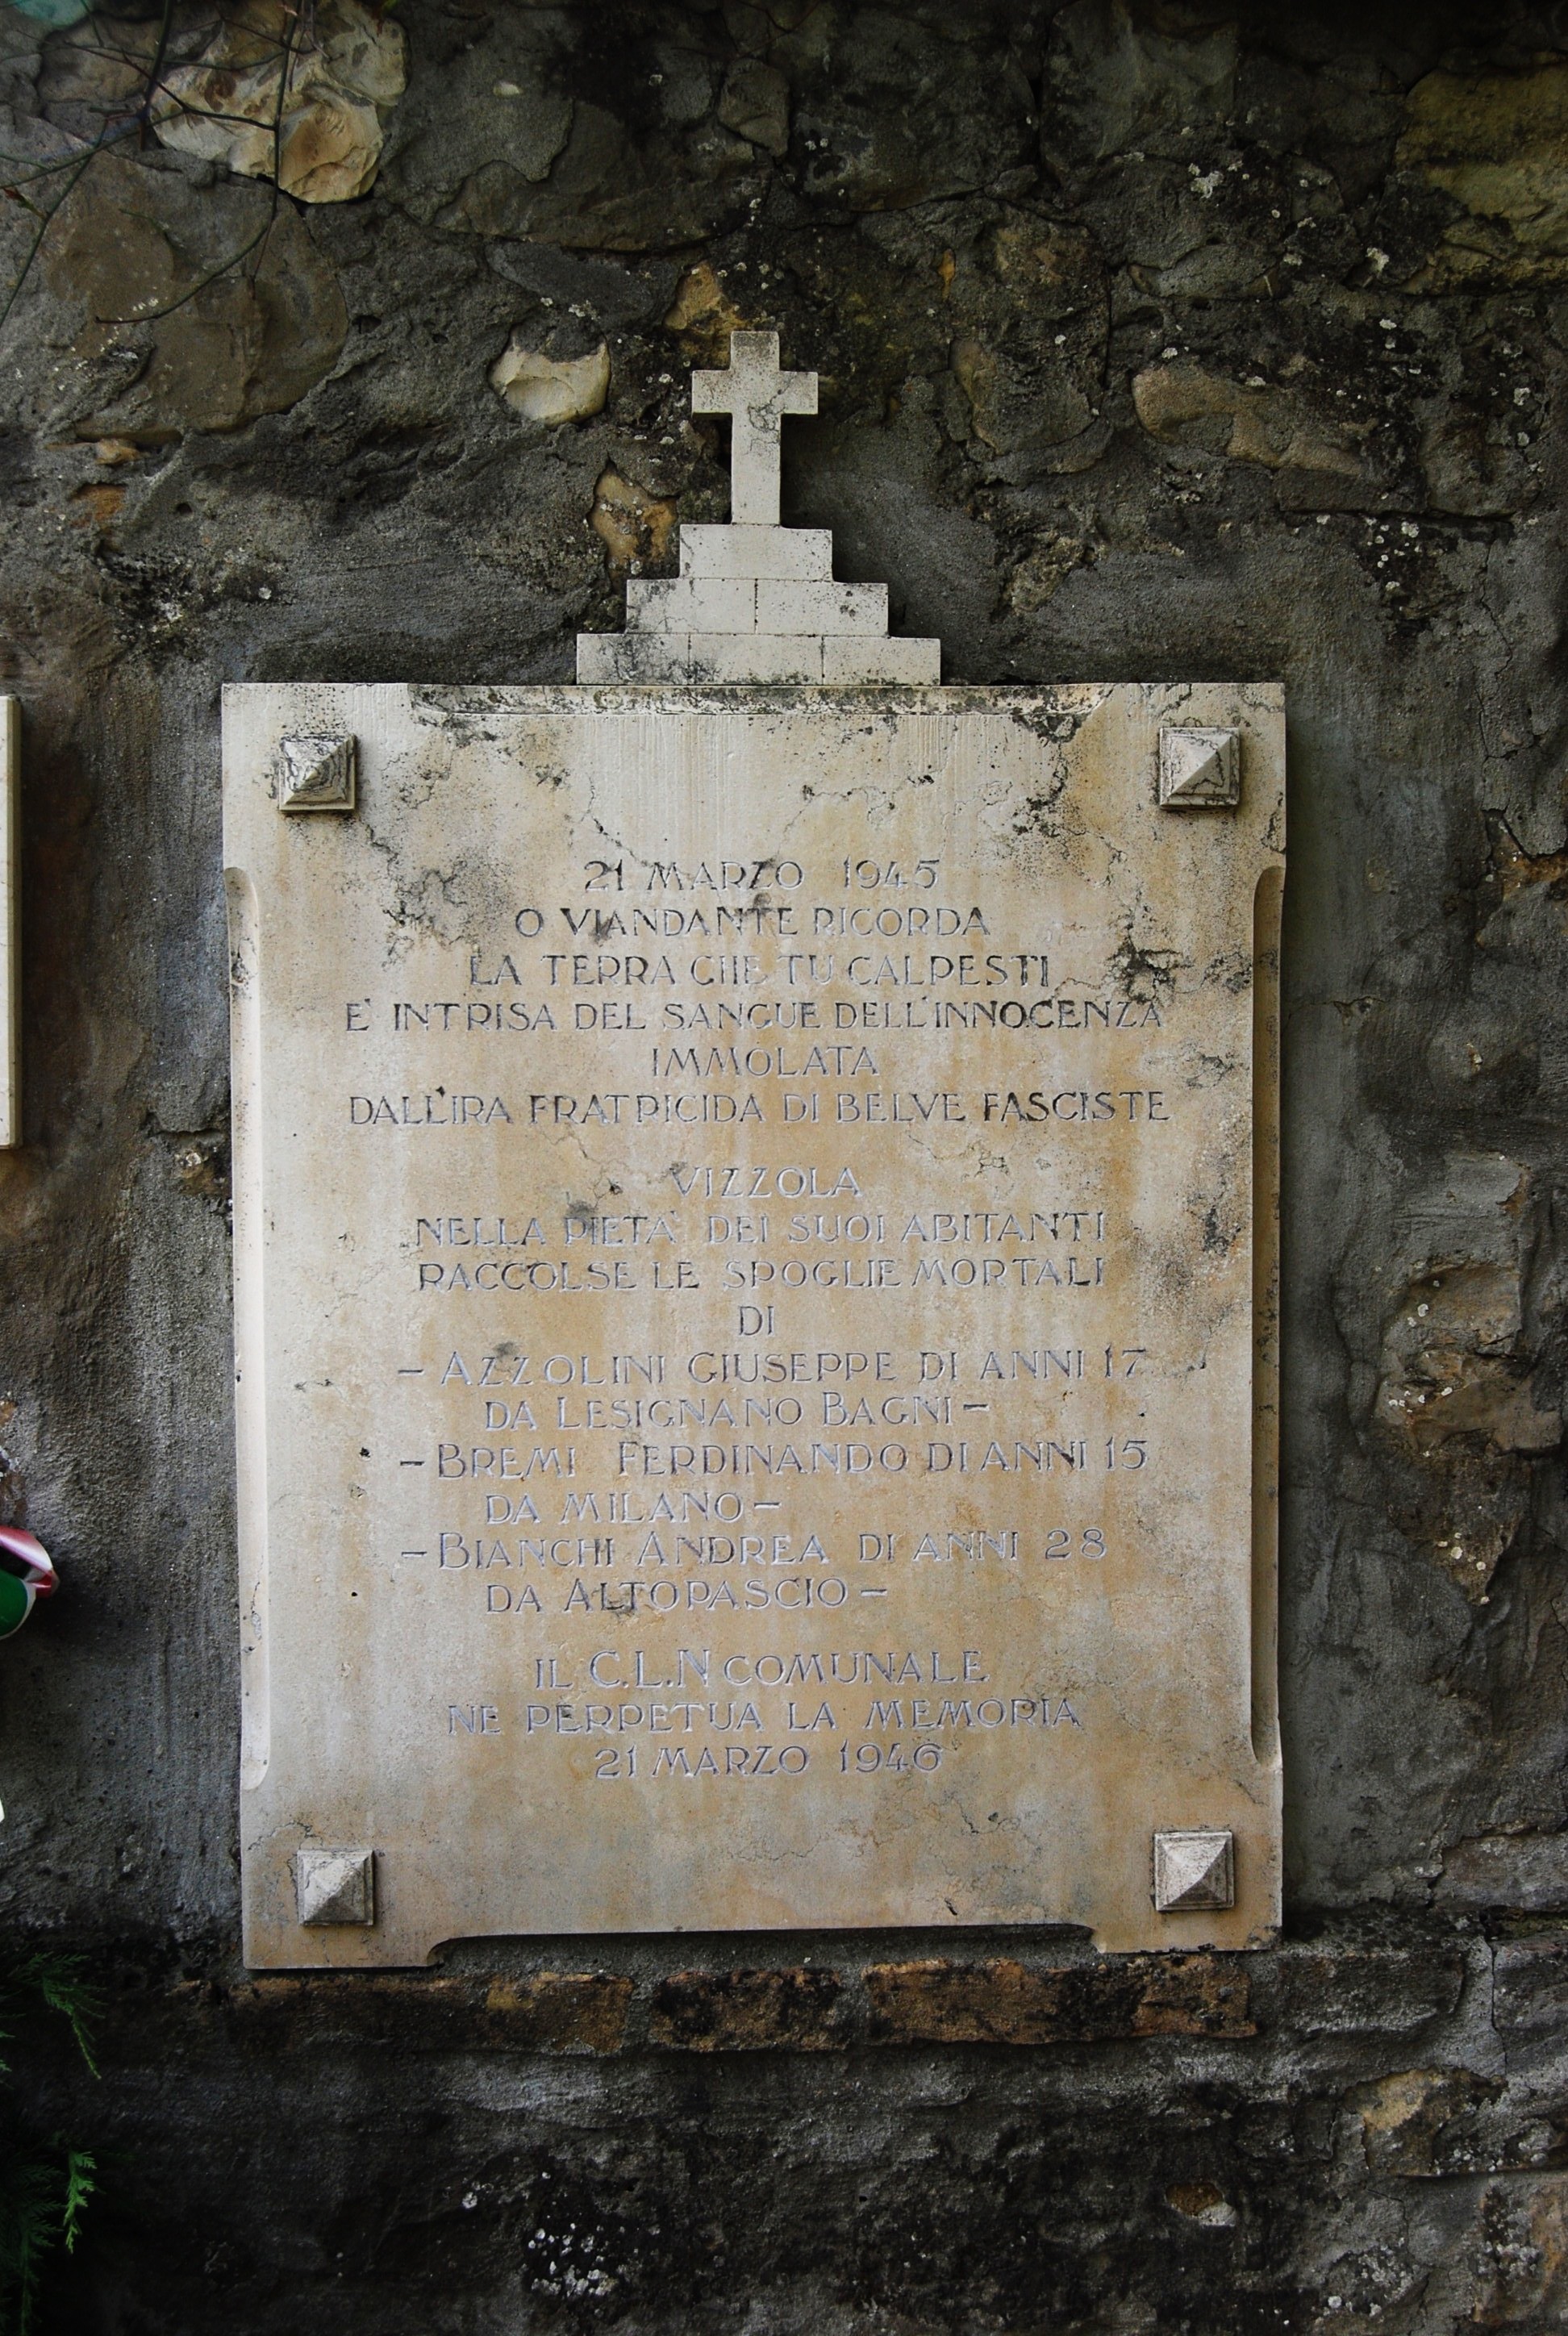 21 MARZO 1945
O VIANDANTE RICORDA
LA TERRA CHE TU CALPESTI
E' INTRISA DEL SANGUE DELL'INNOCENZA
IMMOLATA
DALL'IRA FRATRICIDA DI BELVE FASCISTE
VIZZOLA
NELLA PIETA' DEI SUOI ABITANTI
RACCOLSE LE SPOGLIE MORTALI
DI
- AZZOLINI GIUSEPPE DI ANNI 17
DA LESIGNANO BAGNI -
- BREMI FERDINANDO DI ANNI 15
DA MILANO -
- BIANCHI ANDREA DI ANNI 28
DA ALTOPASCIO -
IL C.L.N COMUNALE
NE PERPETUA LA MEMORIA
21 MARZO 1946